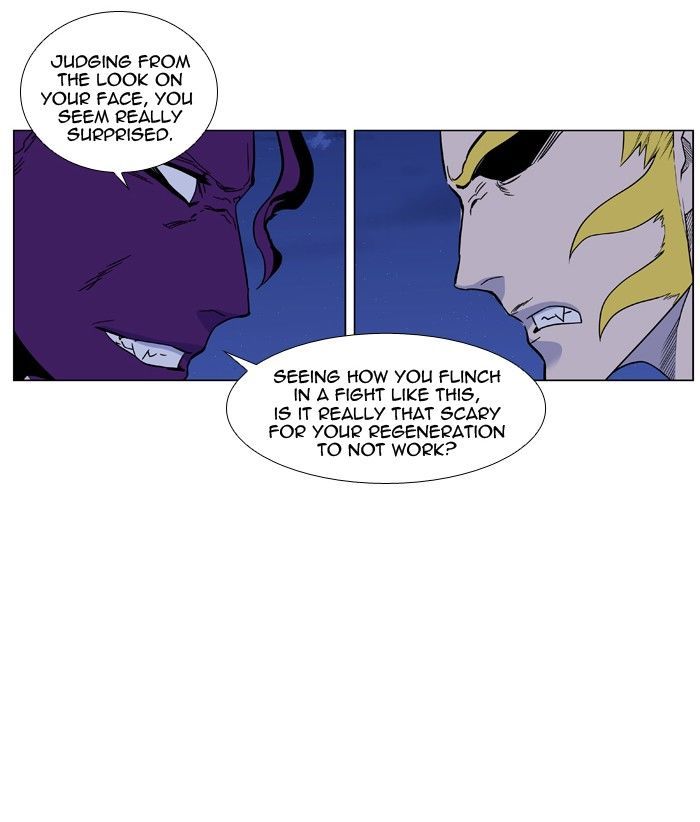 JUDGING FROM
THE LOOK ON
YOUR FACE, YOU
SEEM REALLY
SURPRISED.
SEEING HOW YOU FLINCH
IN A FIGHT LIKE THIS,
IS IT REALLY THAT SCARY
FOR YOUR REGENERATION
TO NOT WORK?